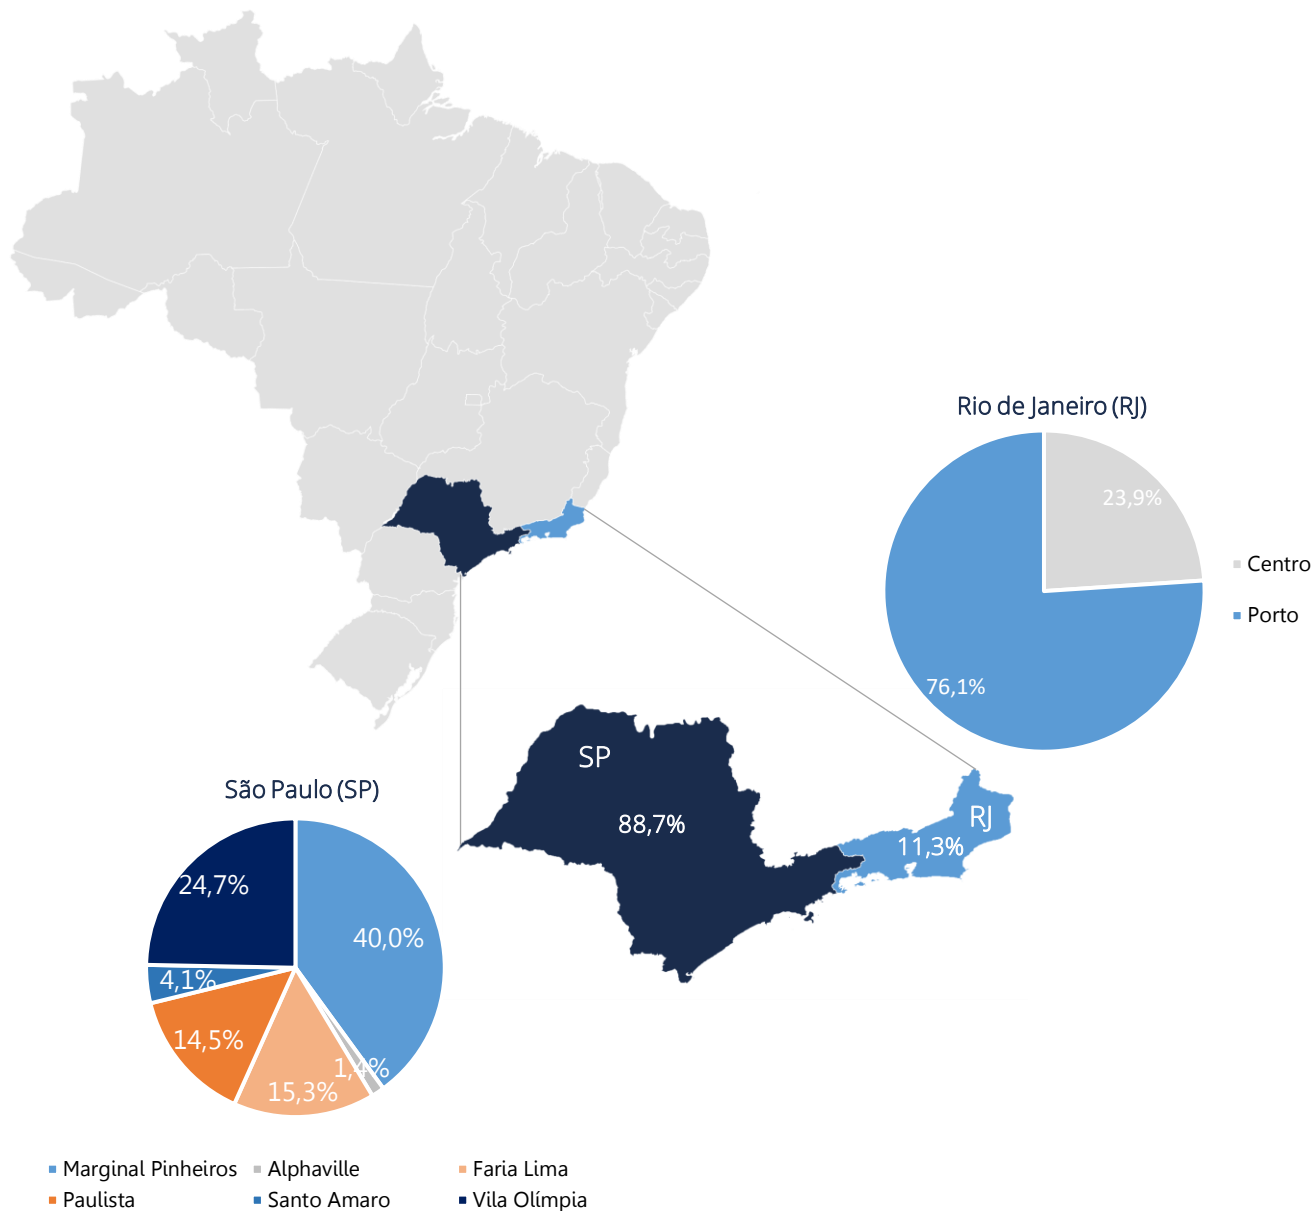 Rio de Janeiro (RJ)
23,9%
76,1%
Centro
Porto
SP
88,7%
RJ
11,3%
São Paulo (SP)
24,7%
40,0%
4,1%
14,5%
1,4%
15,3%
Marginal Pinheiros Alphaville Faria Lima
Paulista Santo Amaro Vila Olímpia